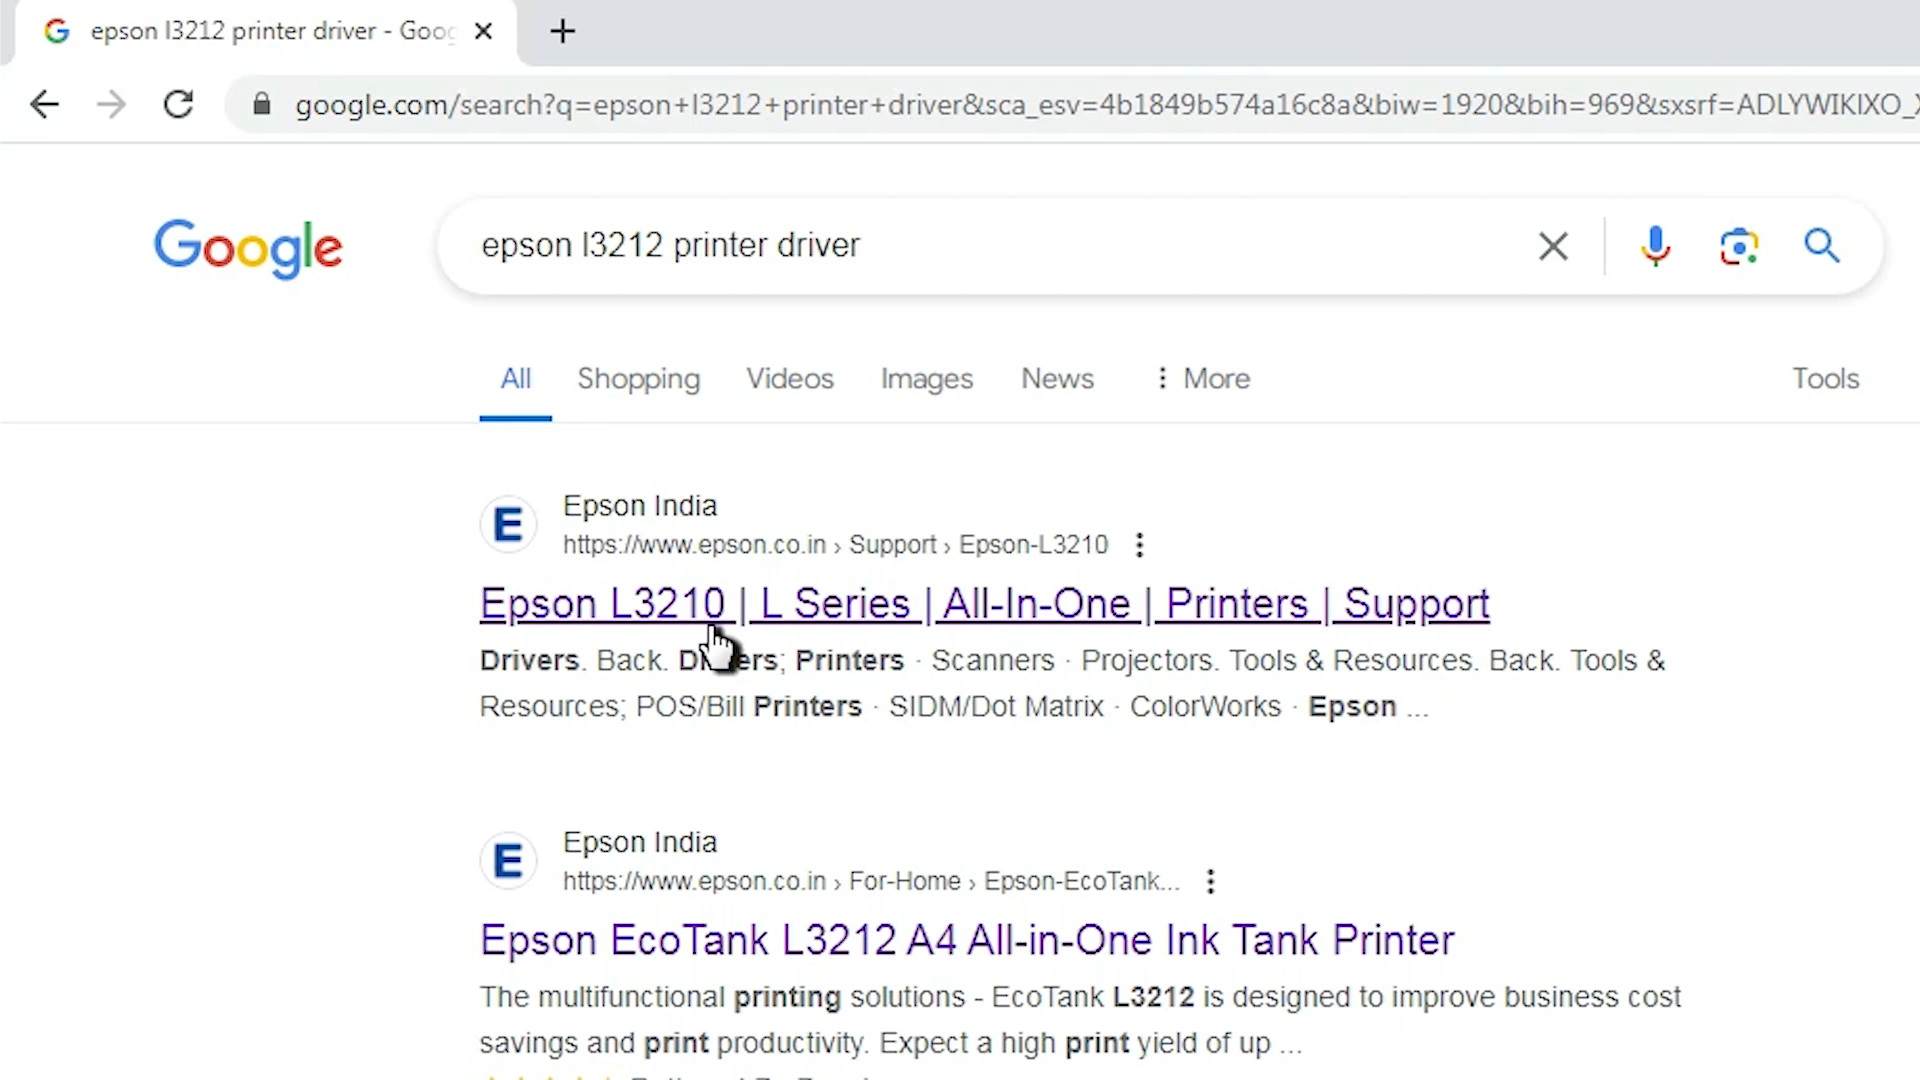 epson l3212 printer driver - Goog
google.com/search?q=epson+l3212+printer+driver&sca_esv=4b1849b574a16c8a&biw=1920&bih=969&sxsrf=ADLYWIKIXO_X
Google
epson l3212 printer driver
All Shopping Videos Images News More Tools
E
Epson India
https://www.epson.co.in › Support › Epson-L3210
Epson L3210 | L Series | All-In-One | Printers | Support
Drivers. Back. Drivers; Printers · Scanners · Projectors. Tools & Resources. Back. Tools &
Resources; POS/Bill Printers · SIDM/Dot Matrix · ColorWorks · Epson ...
E
Epson India
https://www.epson.co.in › For-Home › Epson-EcoTank...
Epson EcoTank L3212 A4 All-in-One Ink Tank Printer
The multifunctional printing solutions - EcoTank L3212 is designed to improve business cost
savings and print productivity. Expect a high print yield of up ...